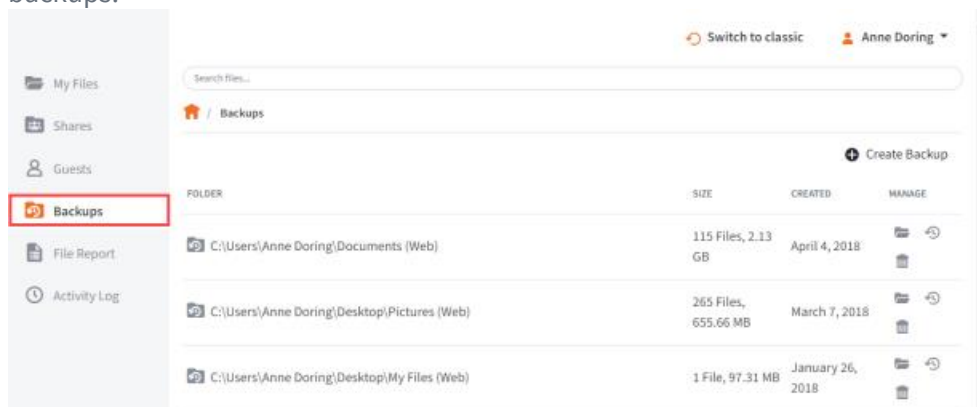 backups.
Switch to classic
Anne Doring
My Files
Shares
Guests
Backups
File Report
Activity Log
Search files...
/ Backups
Create Backup
FOLDER SIZE CREATED MANAGE
C:\Users\Anne Doring\Documents (Web)
115 Files, 2.13
GB
April 4, 2018
C:\Users\Anne Doring\Desktop\Pictures (Web)
265 Files,
655.66 MB
March 7, 2018
C:\Users\Anne Doring\Desktop\My Files (Web)
1 File, 97.31 MB
January 26,
2018